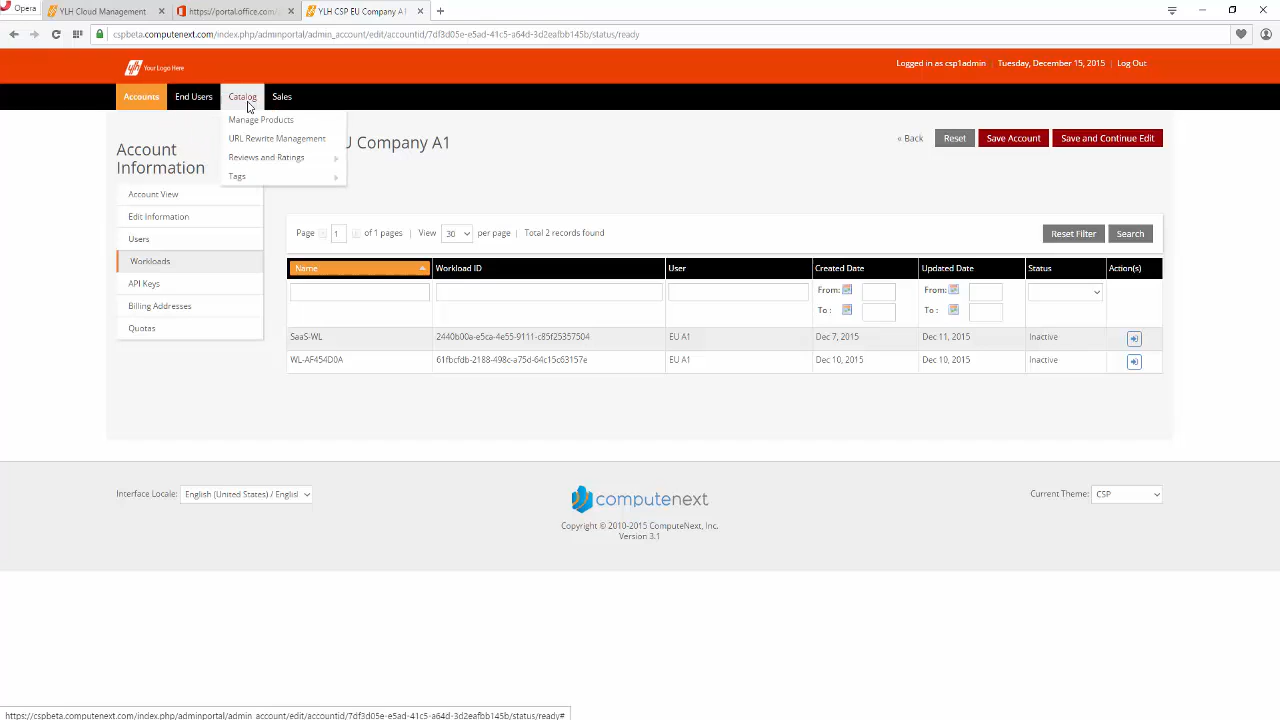 Opera
YLH Cloud Management
https://portal.office.com/
YLH CSP EU Company A1
cspbeta.computenext.com/index.php/adminportal/admin_account/edit/accountid/7df3d05e-e5ad-41c5-a64d-3d2eafbb145b/status/ready
ylh Your Logo Here
Logged in as csp1admin
Tuesday, December 15, 2015
Log Out
Accounts
End Users
Catalog
Sales
Manage Products
URL Rewrite Management
Reviews and Ratings
Tags
Account
Information
Account View
Edit Information
Users
Workloads
API Keys
Billing Addresses
Quotas
U Company A1
« Back
Reset
Save Account
Save and Continue Edit
Page 1 of 1 pages
View 30 per page
Total 2 records found
Reset Filter
Search
Name
Workload ID
User
Created Date
Updated Date
Status
Action(s)
From:
From:
To :
To :
SaaS-WL
2440b00a-e5ca-4e55-9111-c85f25357504
EU A1
Dec 7, 2015
Dec 11, 2015
Inactive
WL-AF454D0A
61fbcfdb-2188-498c-a75d-64c15c63157e
EU A1
Dec 10, 2015
Dec 10, 2015
Inactive
Interface Locale: English (United States) / Englisl
computenext
Copyright © 2010-2015 ComputeNext, Inc.
Version 3.1
Current Theme: CSP
https://cspbeta.computenext.com/index.php/adminportal/admin_account/edit/accountid/7df3d05e-e5ad-41c5-a64d-3d2eafbb145b/status/ready#